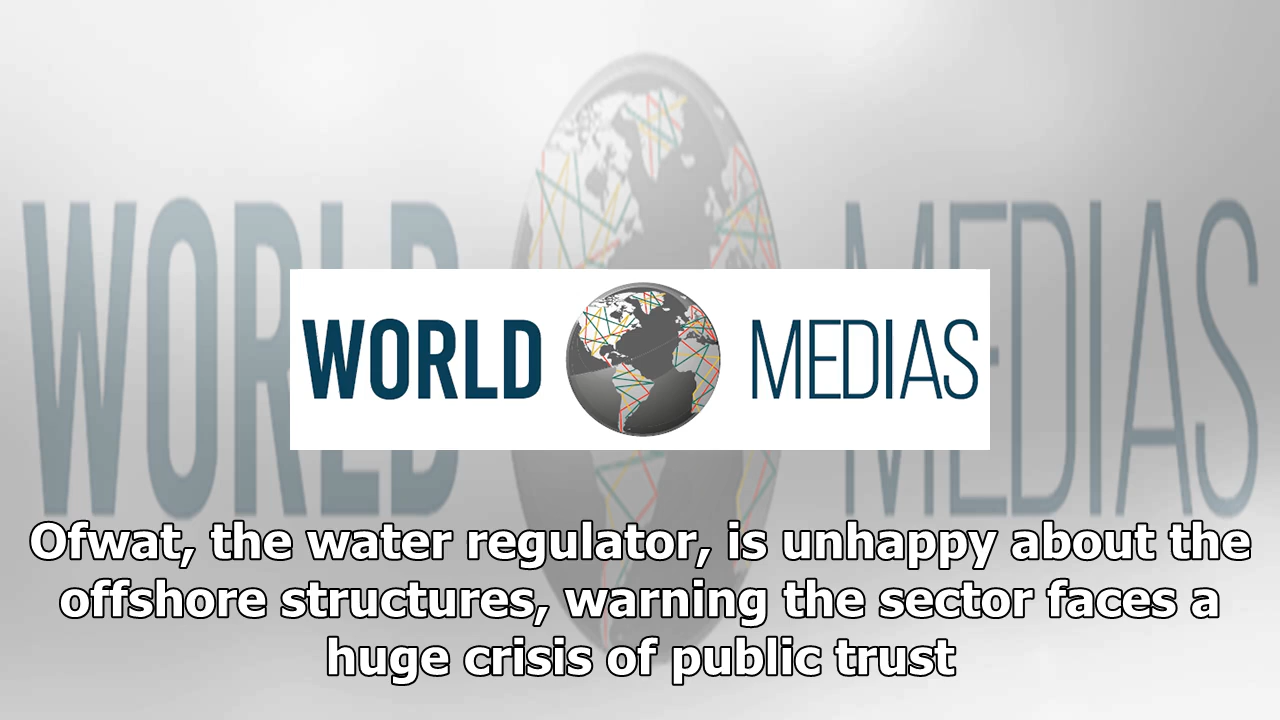 WORLD MEDIAS
WORLD MEDIAS
Ofwat, the water regulator, is unhappy about the
offshore structures, warning the sector faces a
huge crisis of public trust